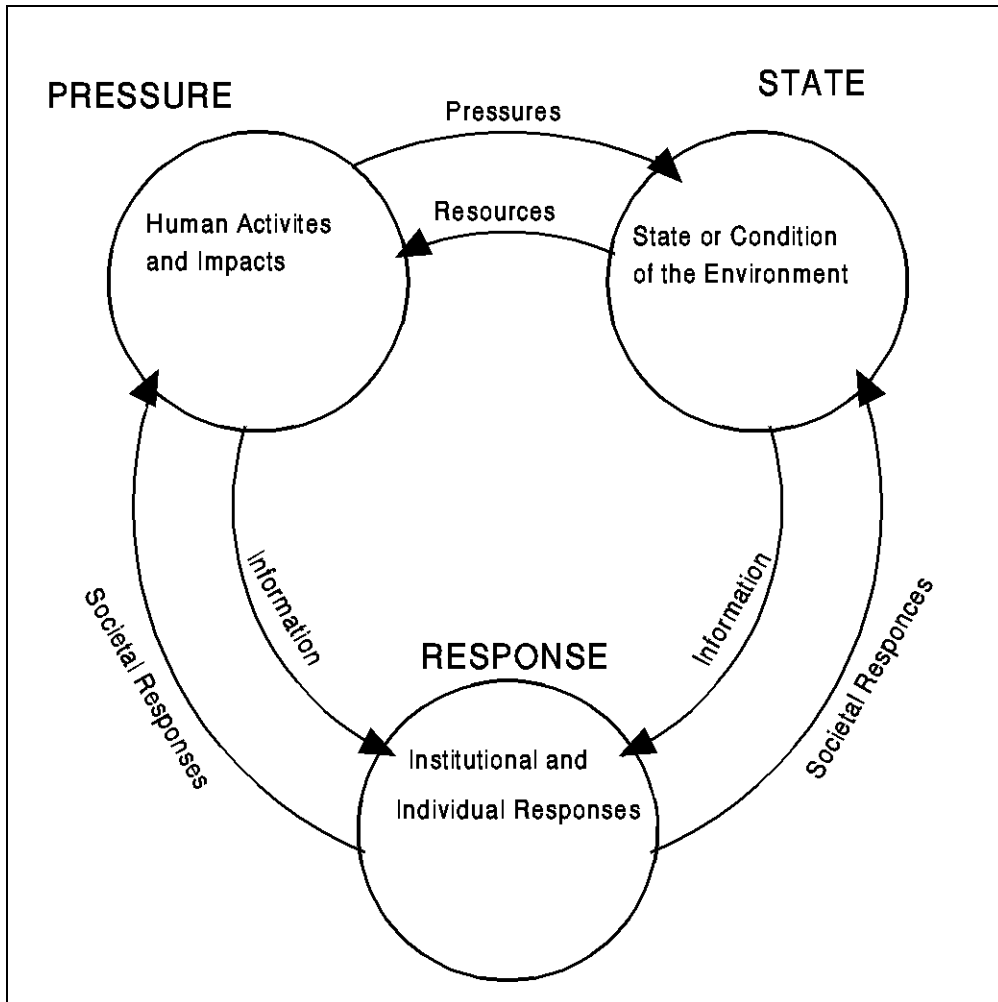 PRESSURE
STATE
Pressures
Resources
Human Activites
and Impacts
State or Condition
of the Environment
Information
Information
Societal Responses
Societal Responces
RESPONSE
Institutional and
Individual Responses